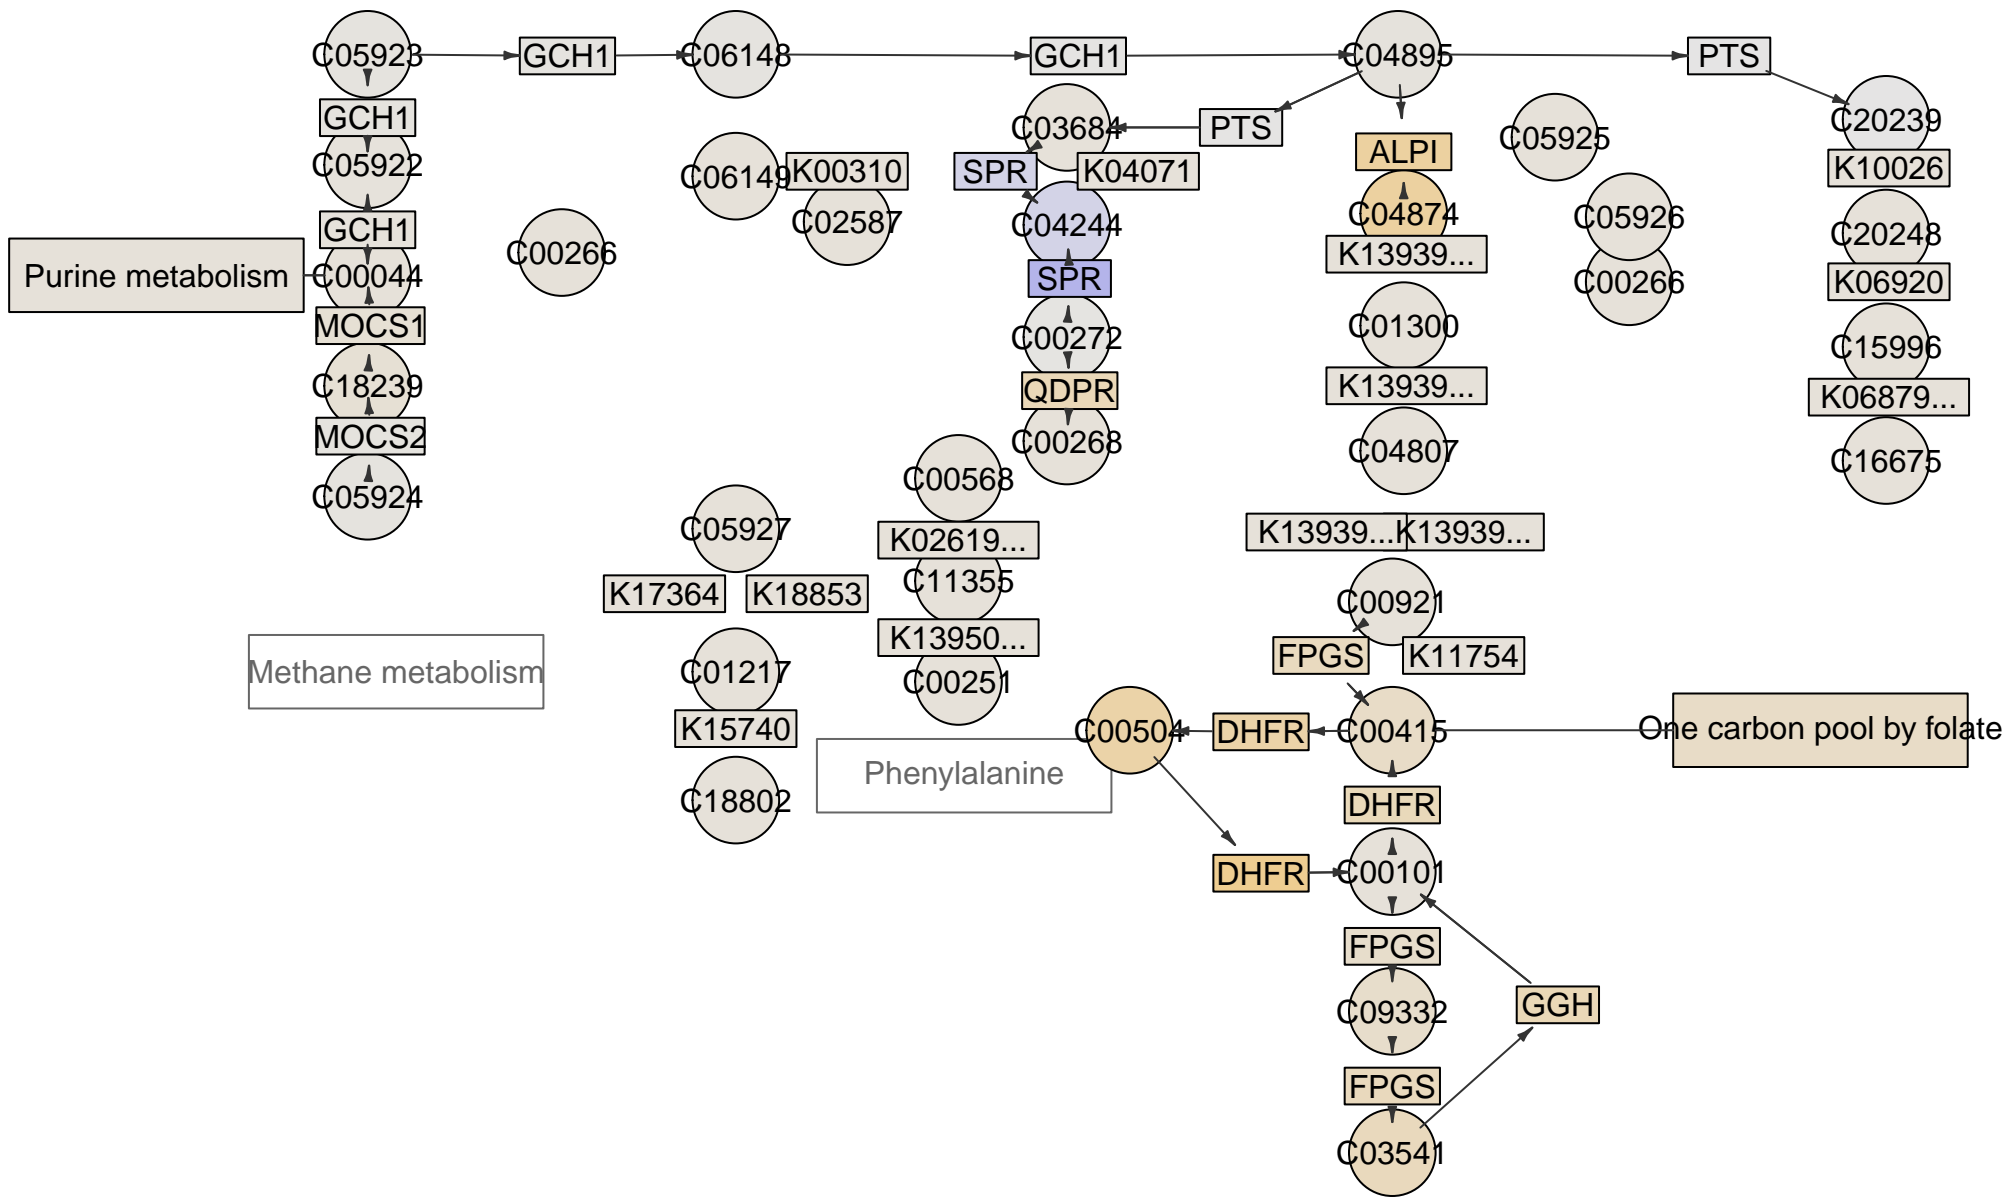 C05923
GCH1
C06148
GCH1
C04895
PTS
GCH1
C03684
PTS
ALPI
C05925
C20239
C05922
C06149
K00310
SPR
K04071
K10026
GCH1
C00266
C02587
C04244
C04874
C05926
C20248
Purine metabolism
C00044
SPR
K13939...
C00266
K06920
MOCS1
C00272
C01300
C15996
C18239
QDPR
K13939...
K06879...
MOCS2
C00268
C04807
C16675
C05924
C00568
C05927
K02619...
K13939...
K13939...
K17364
K18853
C11355
C00921
K13950...
FPGS
K11754
Methane metabolism
C01217
C00251
K15740
C00504
DHFR
C00415
One carbon pool by folate
Phenylalanine
C18802
DHFR
DHFR
C00101
FPGS
C09332
GGH
FPGS
C03541